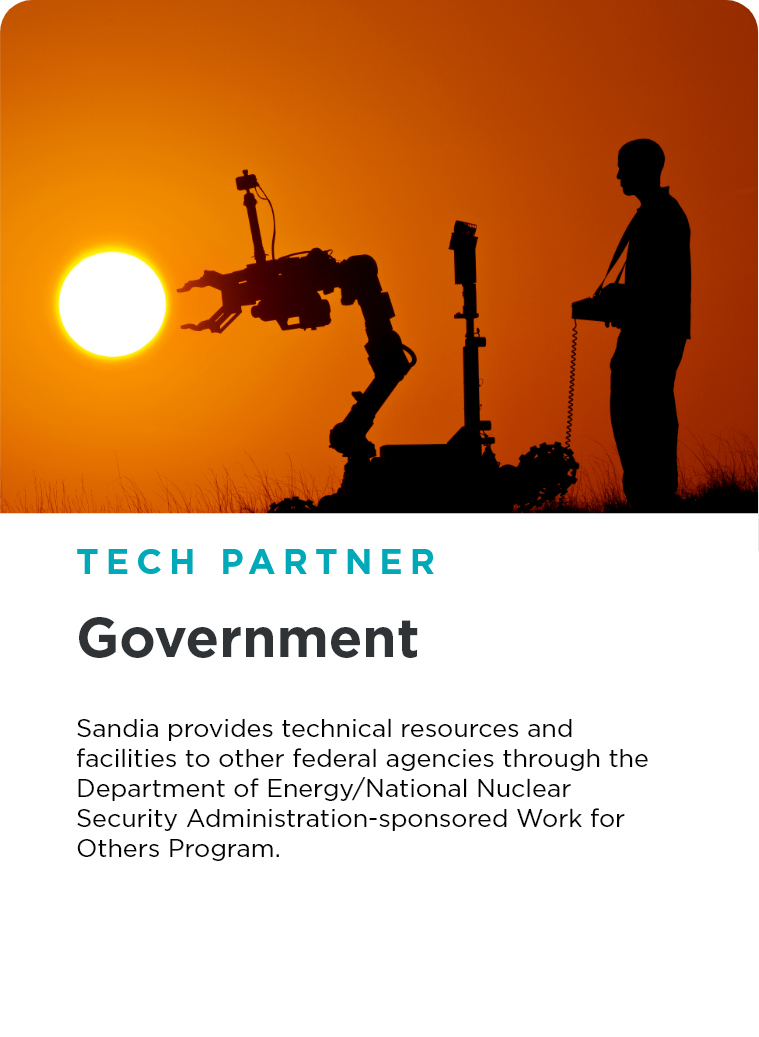 TECH PARTNER
Government
Sandia provides technical resources and
facilities to other federal agencies through the
Department of Energy/National Nuclear
Security Administration-sponsored Work for
Others Program.